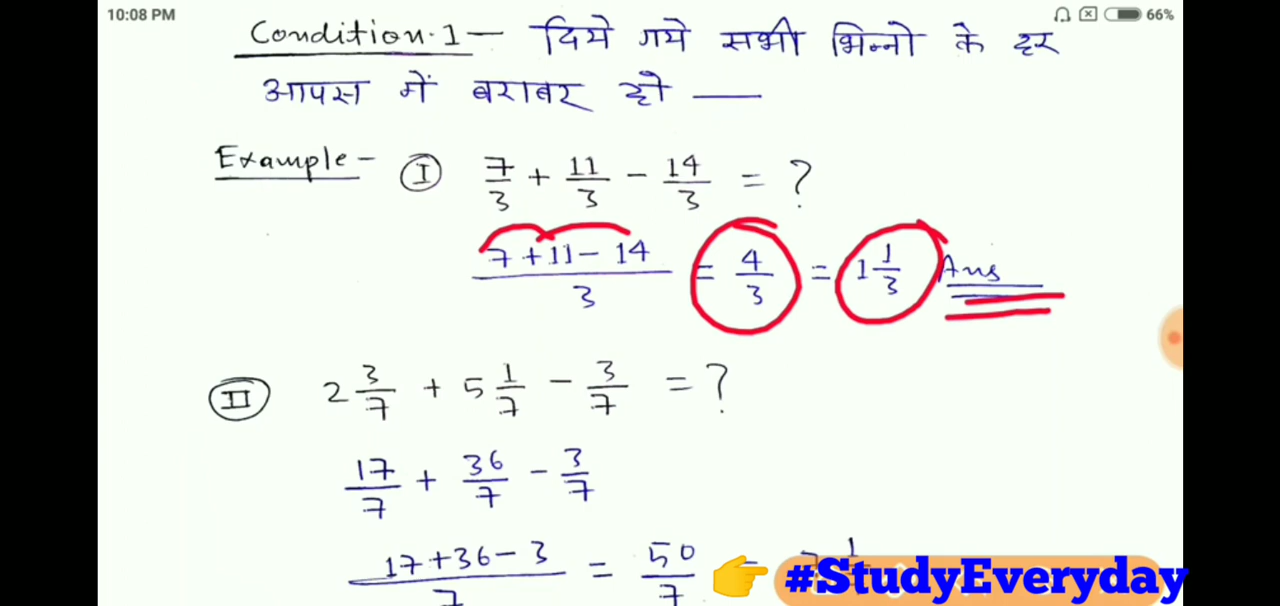 10:08 PM 66%
Condition.1 — दिये गये सभी भिन्नो के हर
आपस में बराबर हो —
Example - I 7/3 + 11/3 - 14/3 = ?
7+11-14/3 = 4/3 = 1 1/3 Ans
II 2 3/7 + 5 1/7 - 3/7 = ?
17/7 + 36/7 - 3/7
17+36-3/7 = 50/7
👉 #StudyEveryday